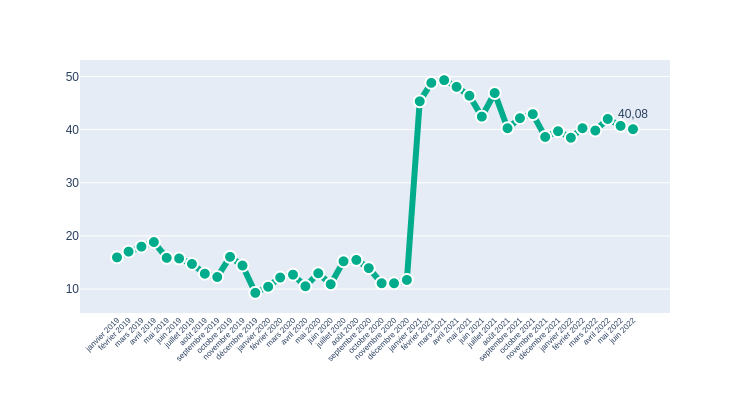 50
40
30
20
10
40,08
janvier 2019
février 2019
mars 2019
avril 2019
mai 2019
juin 2019
juillet 2019
août 2019
septembre 2019
octobre 2019
novembre 2019
décembre 2019
janvier 2020
février 2020
mars 2020
avril 2020
mai 2020
juin 2020
juillet 2020
août 2020
septembre 2020
octobre 2020
novembre 2020
décembre 2020
janvier 2021
février 2021
mars 2021
avril 2021
mai 2021
juin 2021
juillet 2021
août 2021
septembre 2021
octobre 2021
novembre 2021
décembre 2021
janvier 2022
février 2022
mars 2022
avril 2022
mai 2022
juin 2022